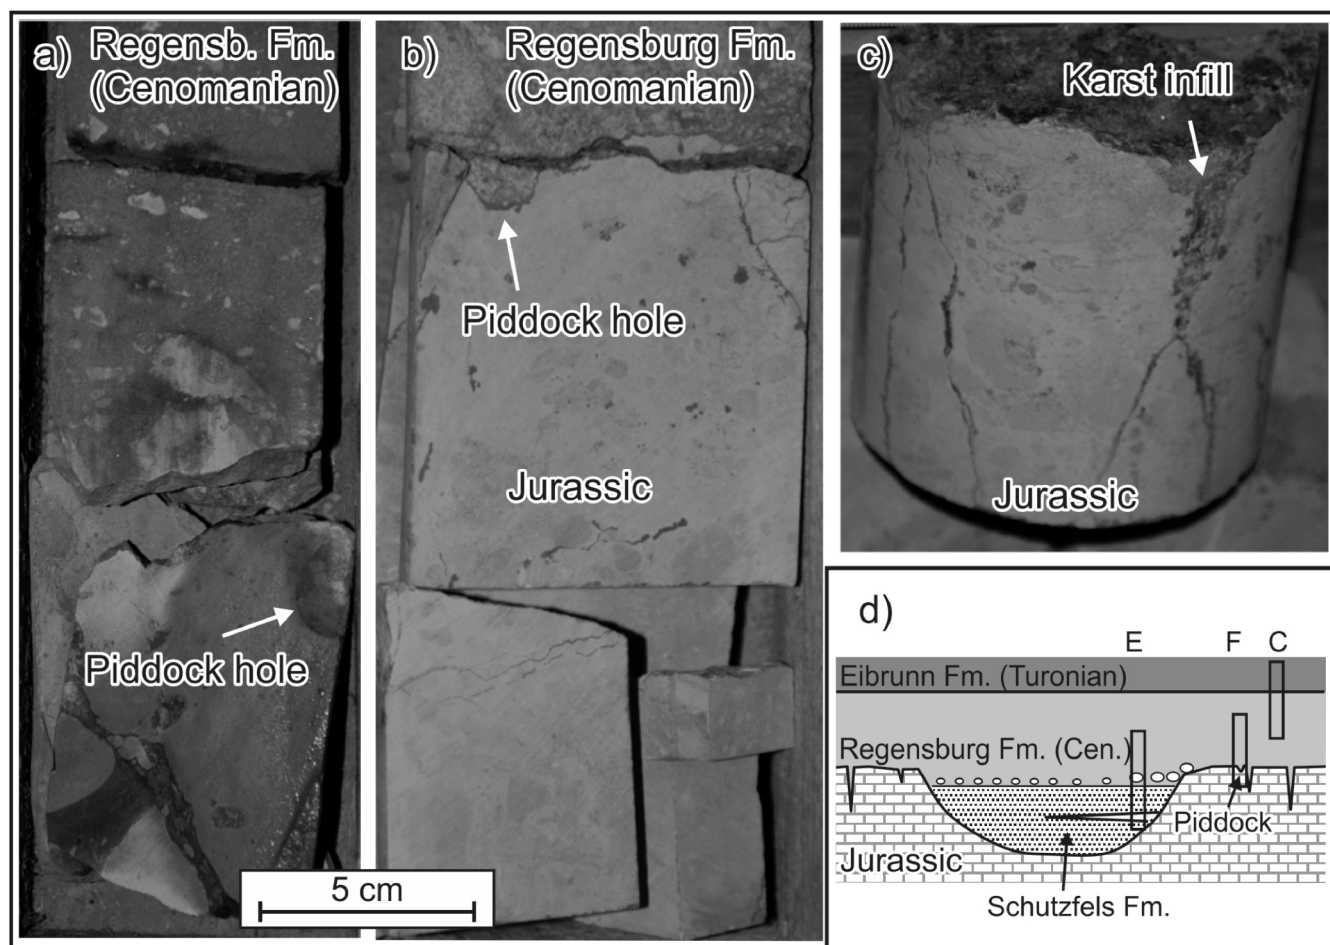 a)
Regensb. Fm.
(Cenomanian)
Piddock hole
b)
Regensburg Fm.
(Cenomanian)
Piddock hole
Jurassic
5 cm
c)
Karst infill
Jurassic
d)
E F C
Eibrunn Fm. (Turonian)
Regensburg Fm. (Cen.)
Piddock
Jurassic
Schutzfels Fm.